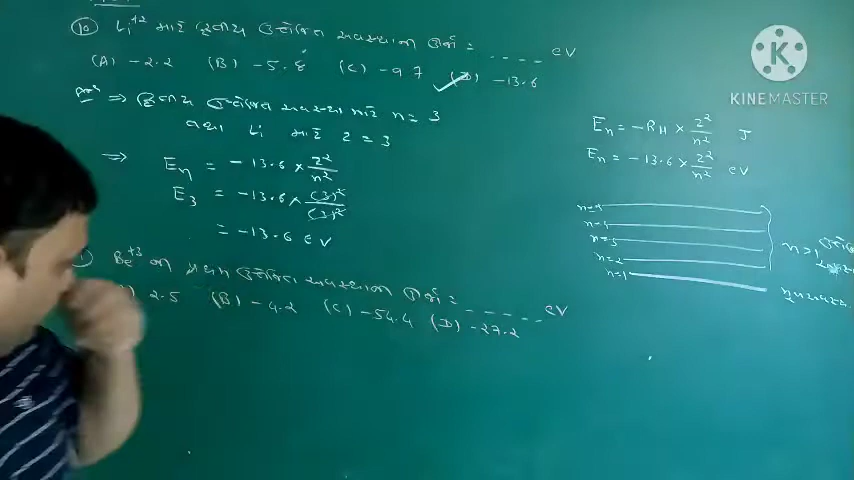 (10) Li⁺² માટે દ્વિતીય ઉત્તેજિત અવસ્થાની ઊર્જા = .... eV
(A) -2.2 (B) -5.8 (C) -9.7 (D) -13.6
⇒ દ્વિતીય ઉત્તેજિત અવસ્થા માટે n = 3
તથા Li માટે Z = 3
⇒ En = -13.6 × Z²/n²
E₃ = -13.6 × (3)²/(3)²
= -13.6 eV
) Be⁺³ ની પ્રથમ ઉત્તેજિત અવસ્થાની ઊર્જા = ----- eV
2.5 (B) -4.2 (C) -54.4 (D) -27.2
En = -RH × Z²/n² J
En = -13.6 × Z²/n² eV
n=4
n=3
n=2
n=1
n>1
KINEMASTER